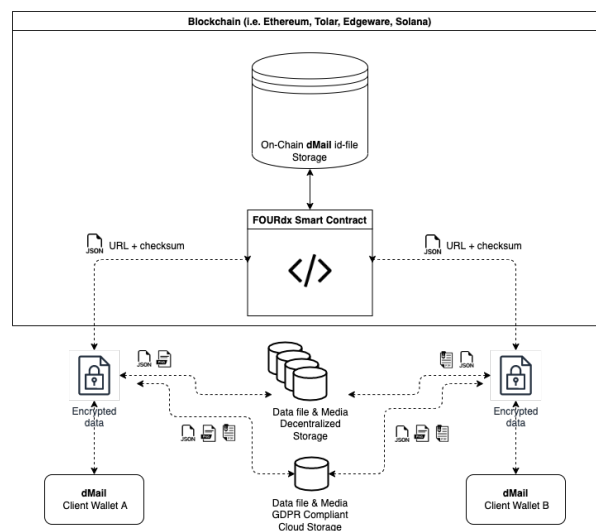 Blockchain (i.e. Ethereum, Tolar, Edgeware, Solana)
On-Chain dMail id-file
Storage
FOURdx Smart Contract
JSON
URL + checksum
JSON
URL + checksum
</>
JSON
JSON
Encrypted
data
Data file & Media
Decentralized
Storage
Encrypted
data
JSON
JSON
dMail
Client Wallet A
Data file & Media
GDPR Compliant
Cloud Storage
dMail
Client Wallet B